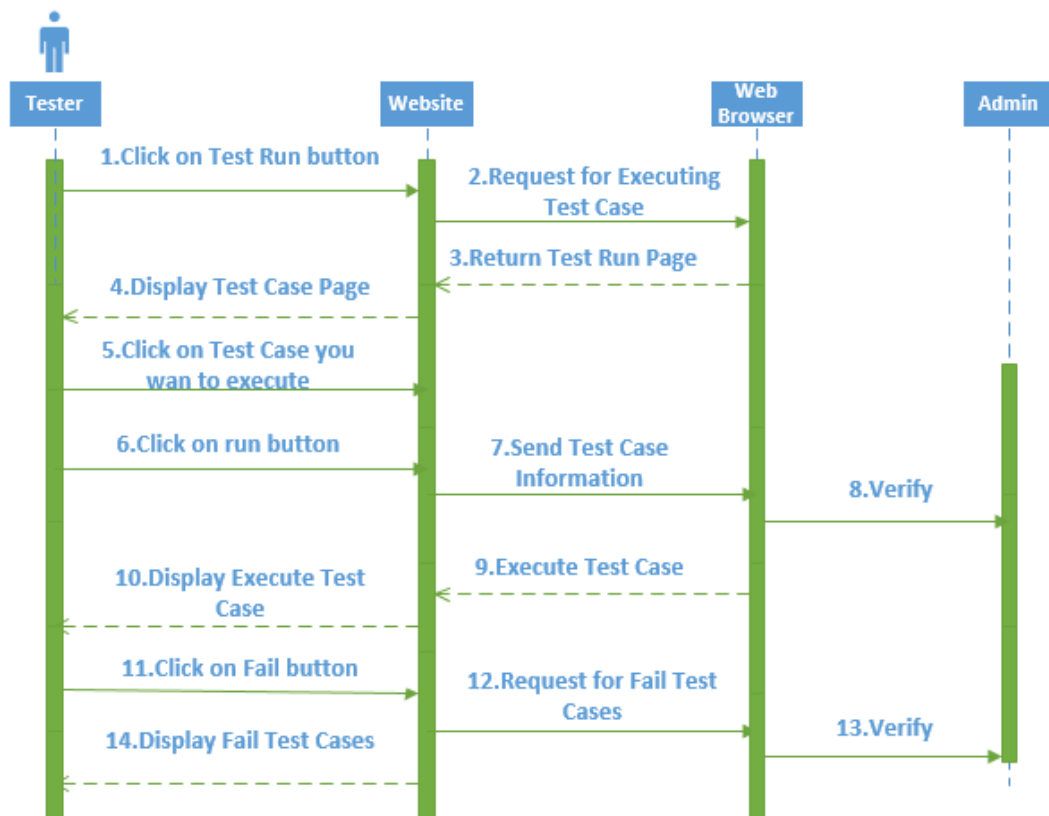 Tester
Website
Web
Browser
Admin
1.Click on Test Run button
2.Request for Executing
Test Case
3.Return Test Run Page
4.Display Test Case Page
5.Click on Test Case you
wan to execute
6.Click on run button
7.Send Test Case
Information
8.Verify
9.Execute Test Case
10.Display Execute Test
Case
11.Click on Fail button
12.Request for Fail Test
Cases
13.Verify
14.Display Fail Test Cases